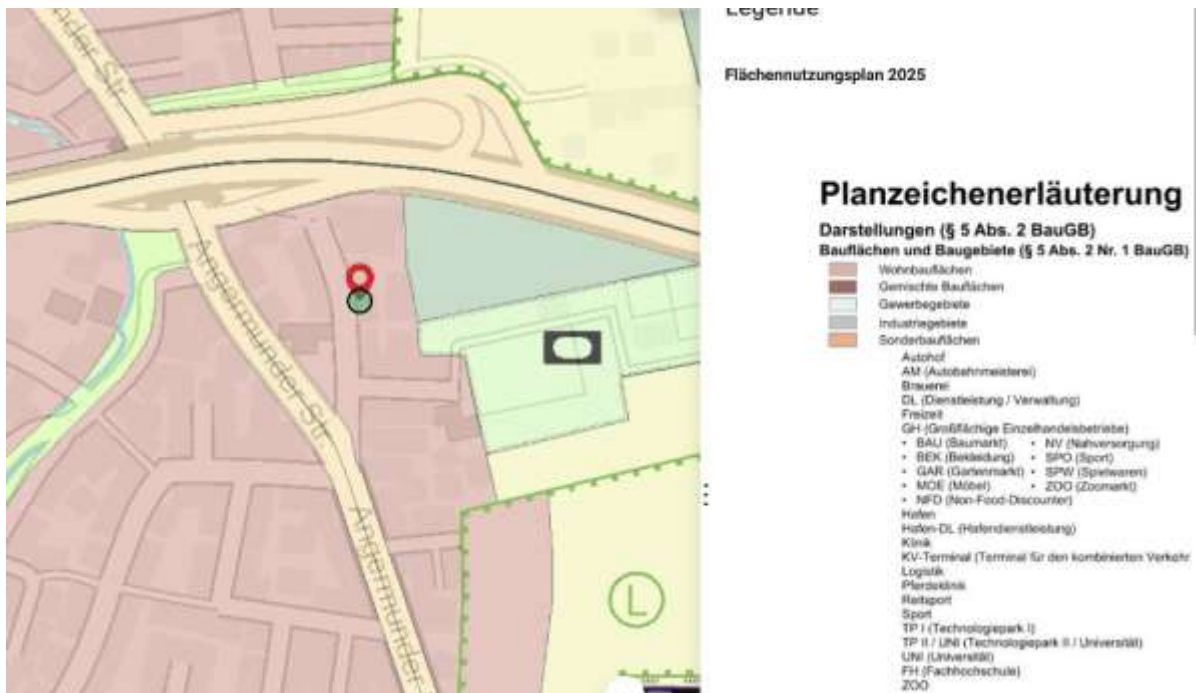 nder Str.
Angermunder Str.
Angermunder
L
Legende
Flächennutzungsplan 2025
Planzeichenerläuterung
Darstellungen (§ 5 Abs. 2 BauGB)
Bauflächen und Baugebiete (§ 5 Abs. 2 Nr. 1 BauGB)
Wohnbauflächen
Gemischte Bauflächen
Gewerbegebiete
Industriegebiete
Sonderbauflächen
Autohof
AM (Autobahnmeisterei)
Brauerei
DL (Dienstleistung / Verwaltung)
Freizeit
GH (Großflächige Einzelhandelsbetriebe)
• BAU (Baumarkt) • NV (Nahversorgung)
• BEK (Bekleidung) • SPO (Sport)
• GAR (Gartenmarkt) • SPW (Spielwaren)
• MOE (Möbel) • ZOO (Zoomarkt)
• NFD (Non-Food-Discounter)
Hafen
Hafen-DL (Hafendienstleistung)
Klinik
KV-Terminal (Terminal für den kombinierten Verkehr
Logistik
Pferdeklinik
Reitsport
Sport
TP I (Technologiepark I)
TP II / UNI (Technologiepark II / Universität)
UNI (Universität)
FH (Fachhochschule)
ZOO